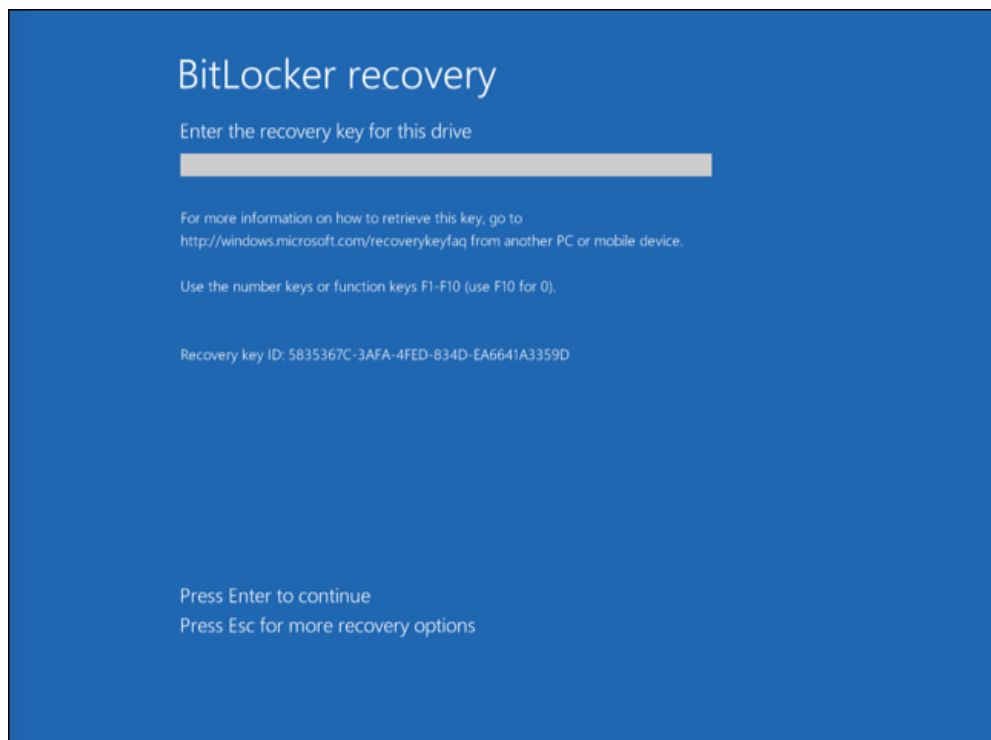 BitLocker recovery
Enter the recovery key for this drive
For more information on how to retrieve this key, go to
http://windows.microsoft.com/recoverykeyfaq from another PC or mobile device.
Use the number keys or function keys F1-F10 (use F10 for 0).
Recovery key ID: 5835367C-3AFA-4FED-834D-EA6641A3359D
Press Enter to continue
Press Esc for more recovery options